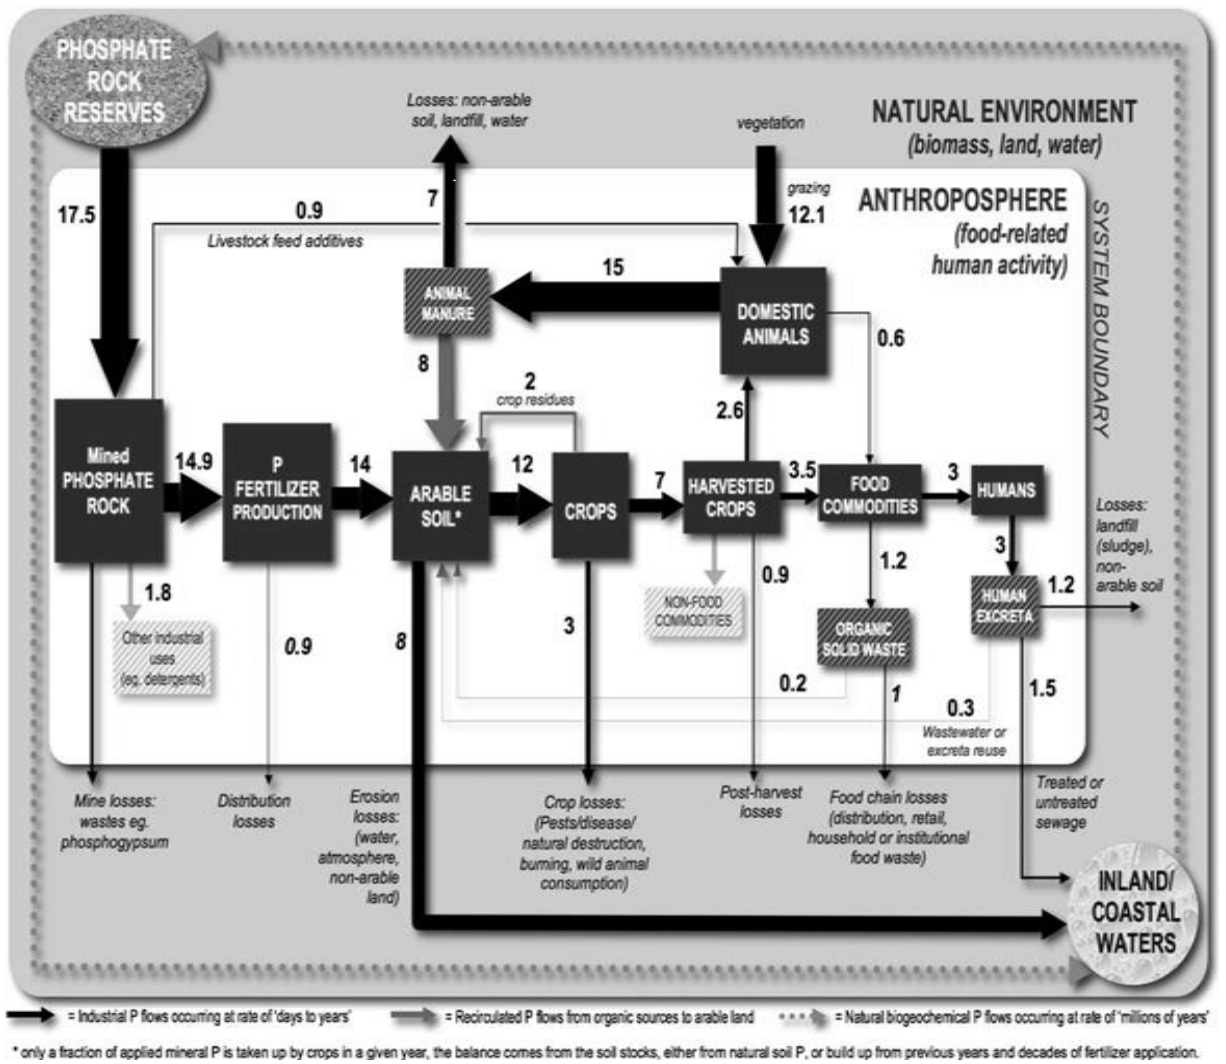 PHOSPHATE
ROCK
RESERVES
Losses: non-arable
soil, landfill, water
vegetation
NATURAL ENVIRONMENT
(biomass, land, water)
17.5
0.9
Livestock feed additives
7
grazing
12.1
ANTHROPOSPHERE
(food-related
human activity)
SYSTEM BOUNDARY
ANIMAL
MANURE
15
DOMESTIC
ANIMALS
0.6
8
2
crop residues
2.6
Mined
PHOSPHATE
ROCK
14.9
P
FERTILIZER
PRODUCTION
14
ARABLE
SOIL*
12
CROPS
7
HARVESTED
CROPS
3.5
FOOD
COMMODITIES
3
HUMANS
Losses:
landfill
(sludge),
non-
arable soil
1.8
Other industrial
uses
(eg. detergents)
0.9
8
3
NON-FOOD
COMMODITIES
0.9
1.2
ORGANIC
SOLID WASTE
3
HUMAN
EXCRETA
1.2
0.2
1
0.3
Wastewater or
excreta reuse
1.5
Mine losses:
wastes eg.
phosphogypsum
Distribution
losses
Erosion
losses:
(water,
atmosphere,
non-arable
land)
Crop losses:
(Pests/disease/
natural destruction,
burning, wild animal
consumption)
Post-harvest
losses
Food chain losses
(distribution, retail,
household or institutional
food waste)
Treated or
untreated
sewage
INLAND/
COASTAL
WATERS
= Industrial P flows occurring at rate of 'days to years'
= Recirculated P flows from organic sources to arable land
= Natural biogeochemical P flows occurring at rate of 'millions of years'
* only a fraction of applied mineral P is taken up by crops in a given year, the balance comes from the soil stocks, either from natural soil P, or build up from previous years and decades of fertilizer application.